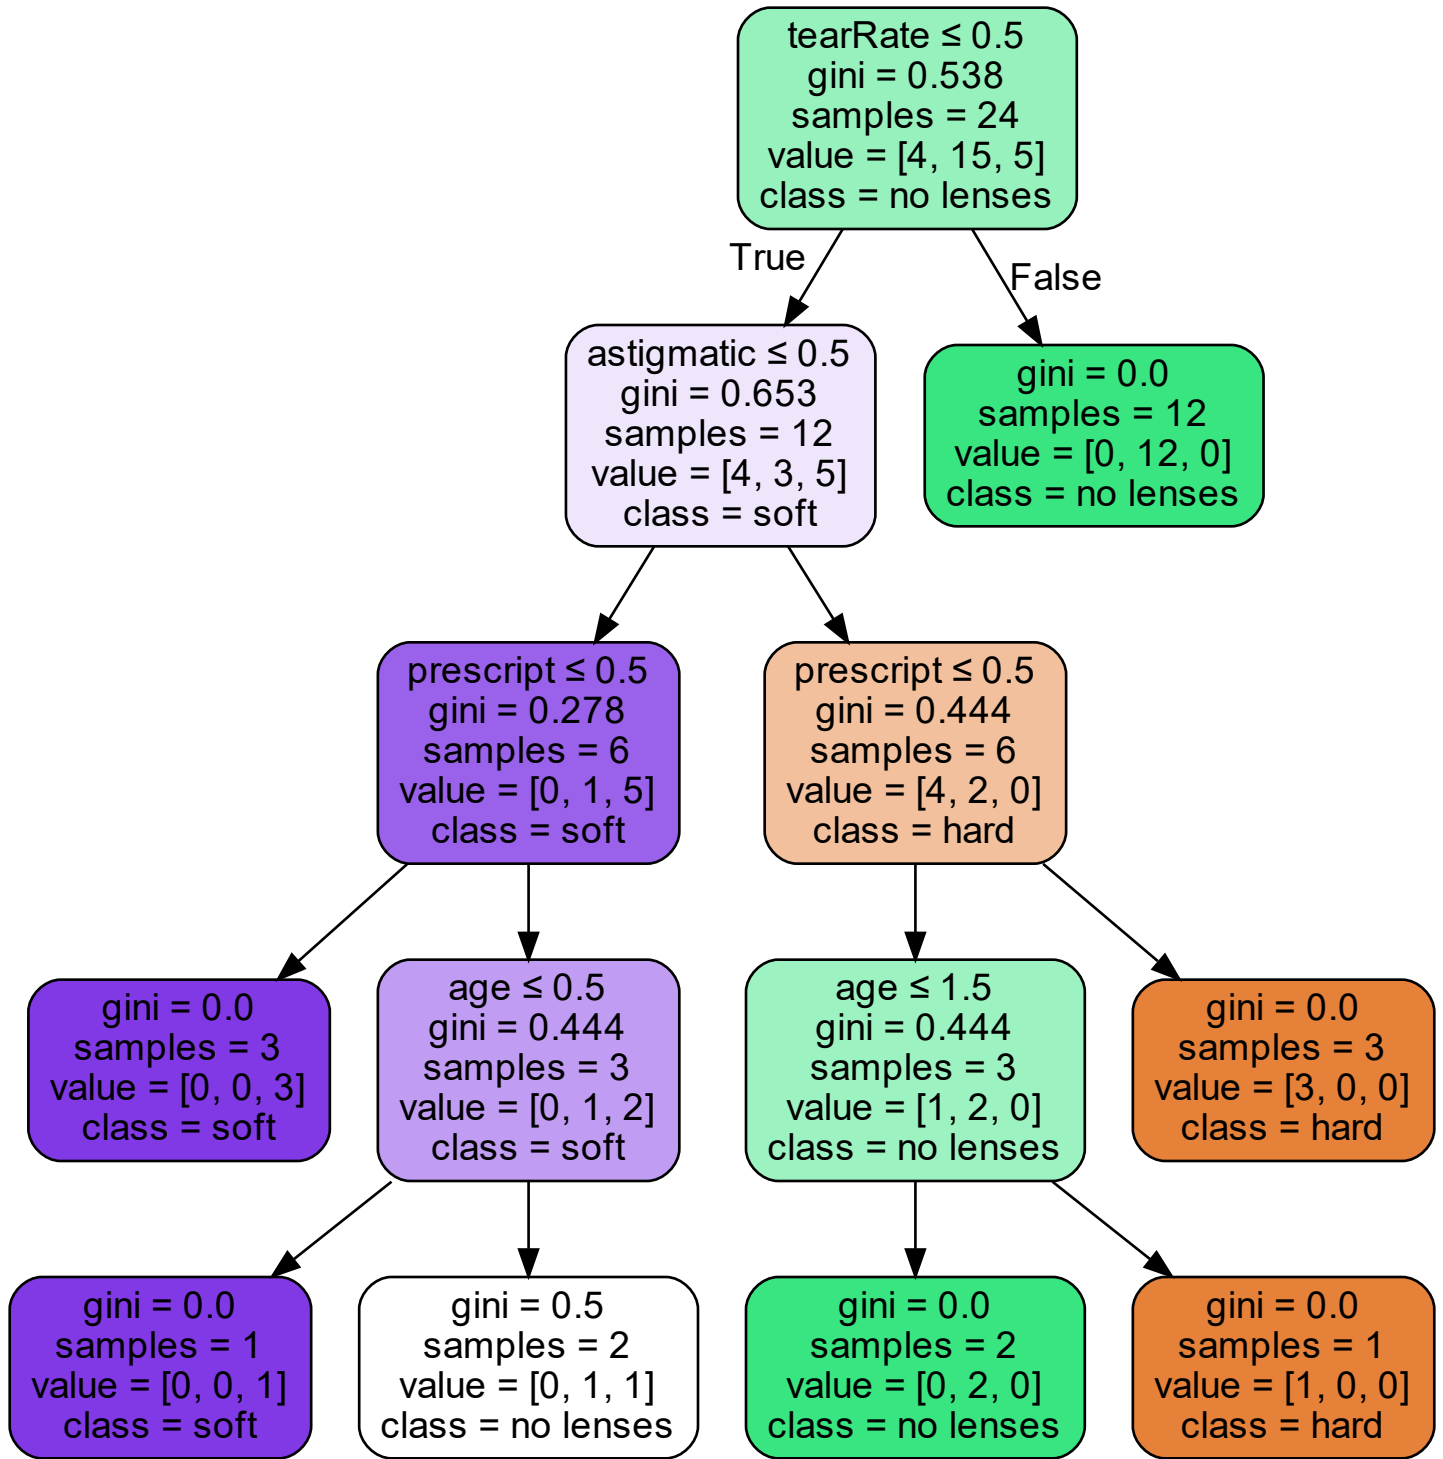 tearRate ≤ 0.5
gini = 0.538
samples = 24
value = [4, 15, 5]
class = no lenses
True
False
astigmatic ≤ 0.5
gini = 0.653
samples = 12
value = [4, 3, 5]
class = soft
gini = 0.0
samples = 12
value = [0, 12, 0]
class = no lenses
prescript ≤ 0.5
gini = 0.278
samples = 6
value = [0, 1, 5]
class = soft
prescript ≤ 0.5
gini = 0.444
samples = 6
value = [4, 2, 0]
class = hard
gini = 0.0
samples = 3
value = [0, 0, 3]
class = soft
age ≤ 0.5
gini = 0.444
samples = 3
value = [0, 1, 2]
class = soft
age ≤ 1.5
gini = 0.444
samples = 3
value = [1, 2, 0]
class = no lenses
gini = 0.0
samples = 3
value = [3, 0, 0]
class = hard
gini = 0.0
samples = 1
value = [0, 0, 1]
class = soft
gini = 0.5
samples = 2
value = [0, 1, 1]
class = no lenses
gini = 0.0
samples = 2
value = [0, 2, 0]
class = no lenses
gini = 0.0
samples = 1
value = [1, 0, 0]
class = hard